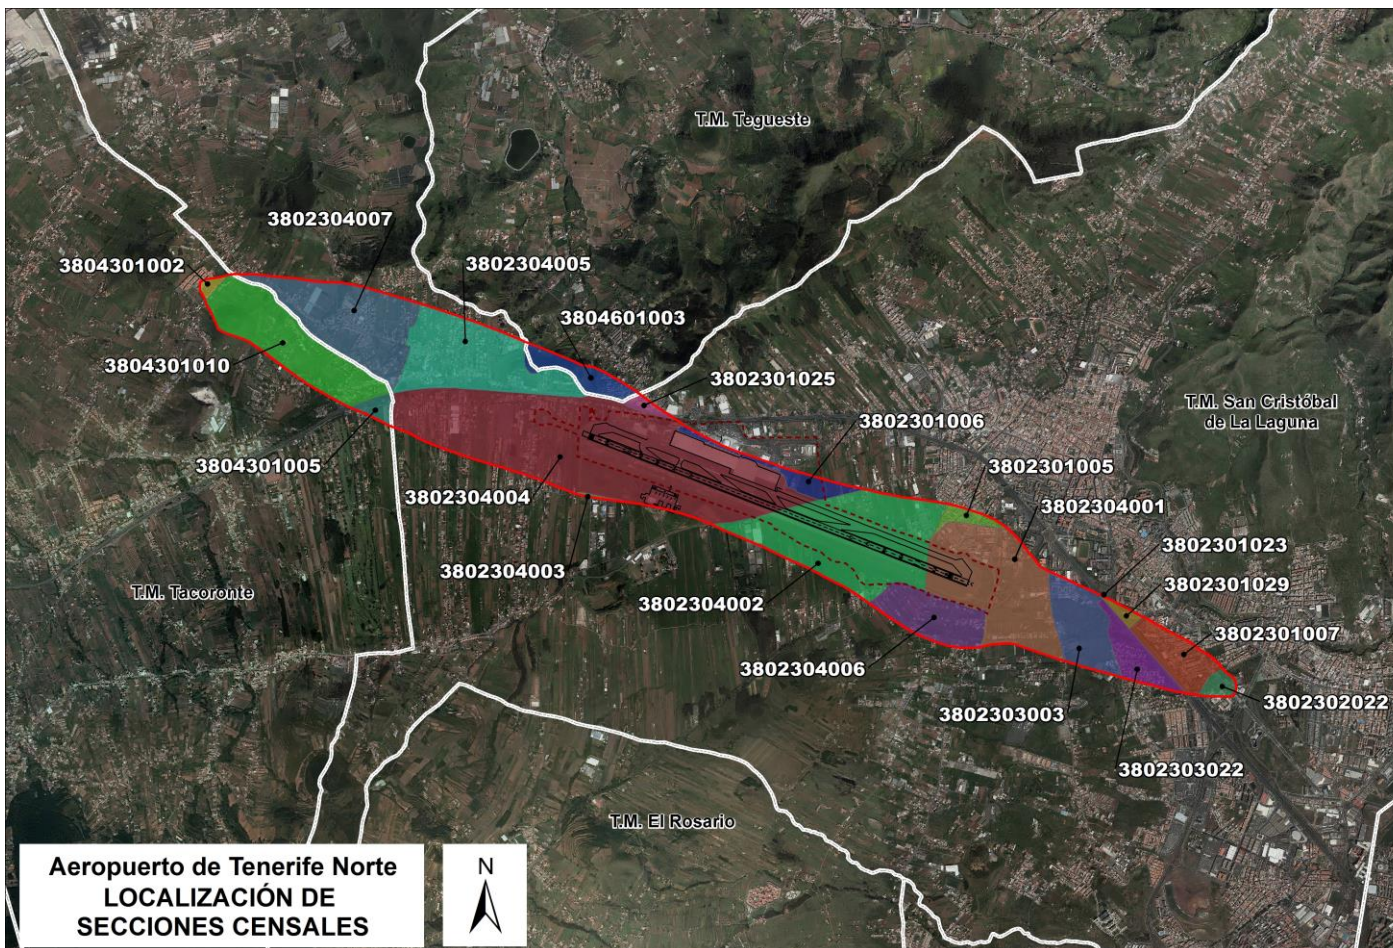 T.M. Tegueste
3802304007
3804301002
3802304005
3804601003
3804301010
3802301025
T.M. San Cristóbal
de La Laguna
3802301006
3804301005
3802301005
3802304004
3802304001
3802301023
3802304003
3802301029
T.M. Tacoronte
3802304002
3802301007
3802304006
3802302022
3802303003
3802303022
T.M. El Rosario
Aeropuerto de Tenerife Norte
LOCALIZACIÓN DE
SECCIONES CENSALES
N